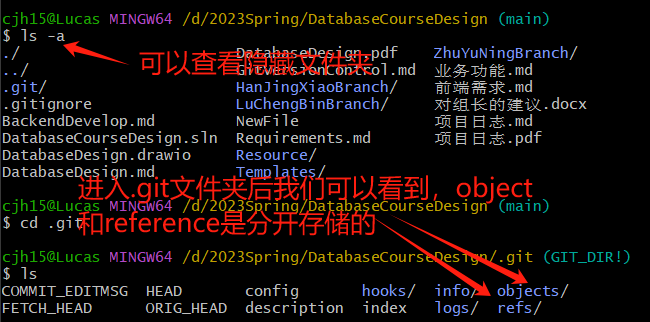 cjh15@Lucas MINGW64 /d/2023Spring/DatabaseCourseDesign (main)
$ ls -a
可以查看隐藏文件夹
./ DatabaseDesign.pdf ZhuYuNingBranch/
../ GitVersionControl.md 业务功能.md
.git/ HanJingXiaoBranch/ 前端需求.md
.gitignore LuChengBinBranch/ 对组长的建议.docx
BackendDevelop.md NewFile 项目日志.md
DatabaseCourseDesign.sln Requirements.md 项目日志.pdf
DatabaseDesign.drawio Resource/
DatabaseDesign.md Templates/
进入.git文件夹后我们可以看到，object
和reference是分开存储的
cjh15@Lucas MINGW64 /d/2023Spring/DatabaseCourseDesign (main)
$ cd .git
cjh15@Lucas MINGW64 /d/2023Spring/DatabaseCourseDesign/.git (GIT_DIR!)
$ ls
COMMIT_EDITMSG HEAD config hooks/ info/ objects/
FETCH_HEAD ORIG_HEAD description index logs/ refs/